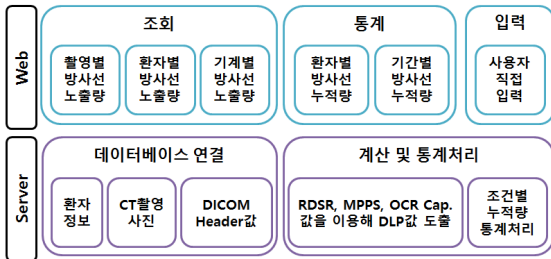 Web
조회
촬영별
방사선
노출량
환자별
방사선
노출량
기계별
방사선
노출량
통계
환자별
방사선
누적량
기간별
방사선
누적량
입력
사용자
직접
입력
Server
데이터베이스 연결
환자
정보
CT촬영
사진
DICOM
Header값
계산 및 통계처리
RDSR, MPPS, OCR Cap.
값을 이용해 DLP값 도출
조건별
누적량
통계처리